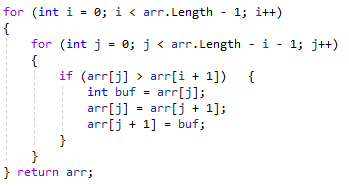 for (int i = 0; i < arr.Length - 1; i++)
{
    for (int j = 0; j < arr.Length - i - 1; j++)
    {
        if (arr[j] > arr[i + 1])   {
            int buf = arr[j];
            arr[j] = arr[j + 1];
            arr[j + 1] = buf;
        }
    }
} return arr;